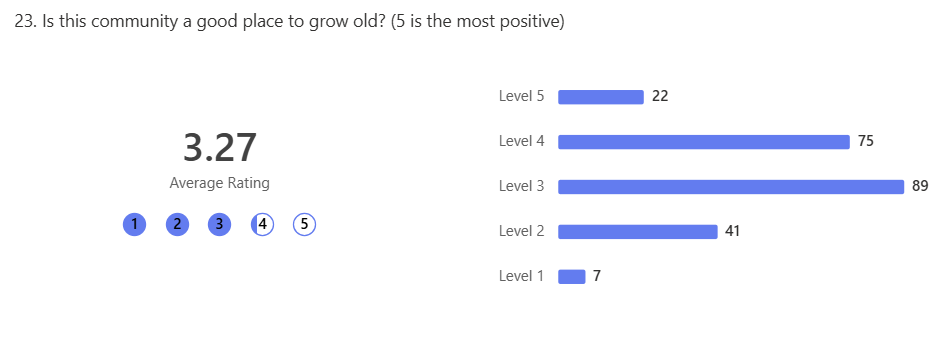 23. Is this community a good place to grow old? (5 is the most positive)
3.27
Average Rating
1 2 3 4 5
Level 5 22
Level 4 75
Level 3 89
Level 2 41
Level 1 7